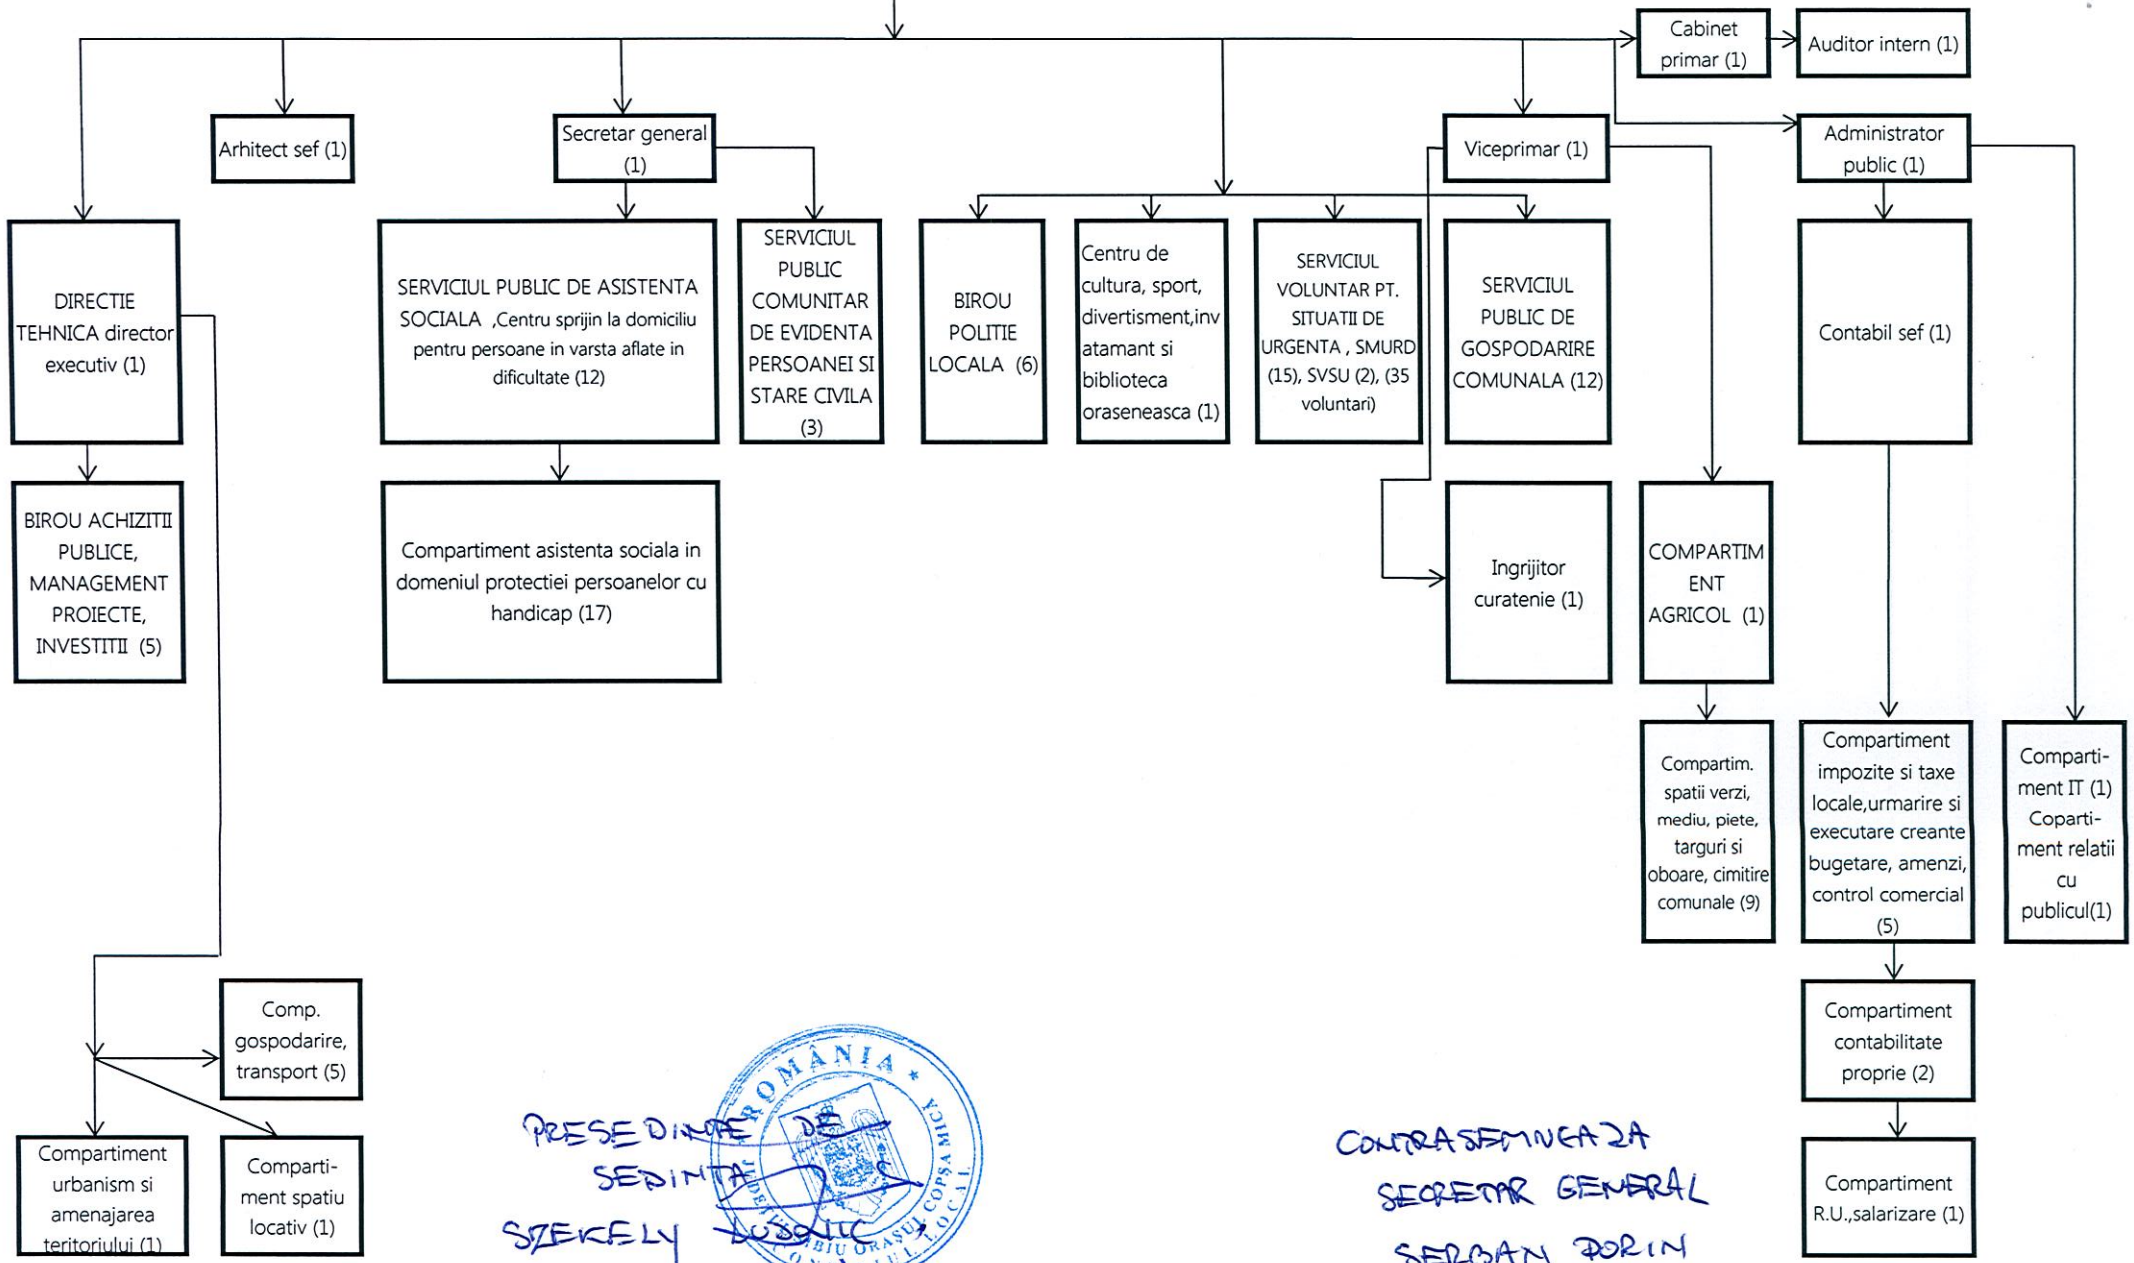 Cabinet
primar (1)
Auditor intern (1)
Arhitect sef (1)
Secretar general
(1)
Viceprimar (1)
Administrator
public (1)
DIRECTIE
TEHNICA director
executiv (1)
SERVICIUL PUBLIC DE ASISTENTA
SOCIALA ,Centru sprijin la domiciliu
pentru persoane in varsta aflate in
dificultate (12)
SERVICIUL
PUBLIC
COMUNITAR
DE EVIDENTA
PERSOANEI SI
STARE CIVILA
(3)
BIROU
POLITIE
LOCALA (6)
Centru de
cultura, sport,
divertisment,inv
atamant si
biblioteca
oraseneasca (1)
SERVICIUL
VOLUNTAR PT.
SITUATII DE
URGENTA , SMURD
(15), SVSU (2), (35
voluntari)
SERVICIUL
PUBLIC DE
GOSPODARIRE
COMUNALA (12)
Contabil sef (1)
BIROU ACHIZITII
PUBLICE,
MANAGEMENT
PROIECTE,
INVESTITII (5)
Compartiment asistenta sociala in
domeniul protectiei persoanelor cu
handicap (17)
Ingrijitor
curatenie (1)
COMPARTIM
ENT
AGRICOL (1)
Compartim.
spatii verzi,
mediu, piete,
targuri si
oboare, cimitire
comunale (9)
Compartiment
impozite si taxe
locale,urmarire si
executare creante
bugetare, amenzi,
control comercial
(5)
Comparti-
ment IT (1)
Coparti-
ment relatii
cu
publicul(1)
Comp.
gospodarire,
transport (5)
Compartiment
contabilitate
proprie (2)
Compartiment
urbanism si
amenajarea
teritoriului (1)
Comparti-
ment spatiu
locativ (1)
Compartiment
R.U.,salarizare (1)
ROMÂNIA
ORAȘUL COPȘA MICĂ
PRESEDINTE DE
SEDINTA
SZEKELY LUDOVIC
CONTRASEMNEAZA
SECRETAR GENERAL
SERBAN DORIN